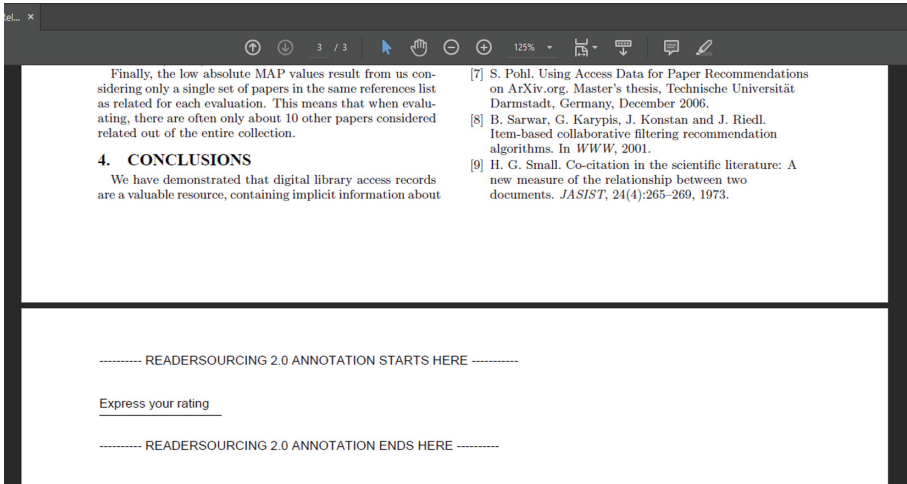 Rel... ×
3 / 3
125%
Finally, the low absolute MAP values result from us con-
sidering only a single set of papers in the same references list
as related for each evaluation. This means that when evalu-
ating, there are often only about 10 other papers considered
related out of the entire collection.
4. CONCLUSIONS
We have demonstrated that digital library access records
are a valuable resource, containing implicit information about
[7] S. Pohl. Using Access Data for Paper Recommendations
on ArXiv.org. Master's thesis, Technische Universität
Darmstadt, Germany, December 2006.
[8] B. Sarwar, G. Karypis, J. Konstan and J. Riedl.
Item-based collaborative filtering recommendation
algorithms. In WWW, 2001.
[9] H. G. Small. Co-citation in the scientific literature: A
new measure of the relationship between two
documents. JASIST, 24(4):265–269, 1973.
---------- READERSOURCING 2.0 ANNOTATION STARTS HERE -----------
Express your rating
---------- READERSOURCING 2.0 ANNOTATION ENDS HERE ----------